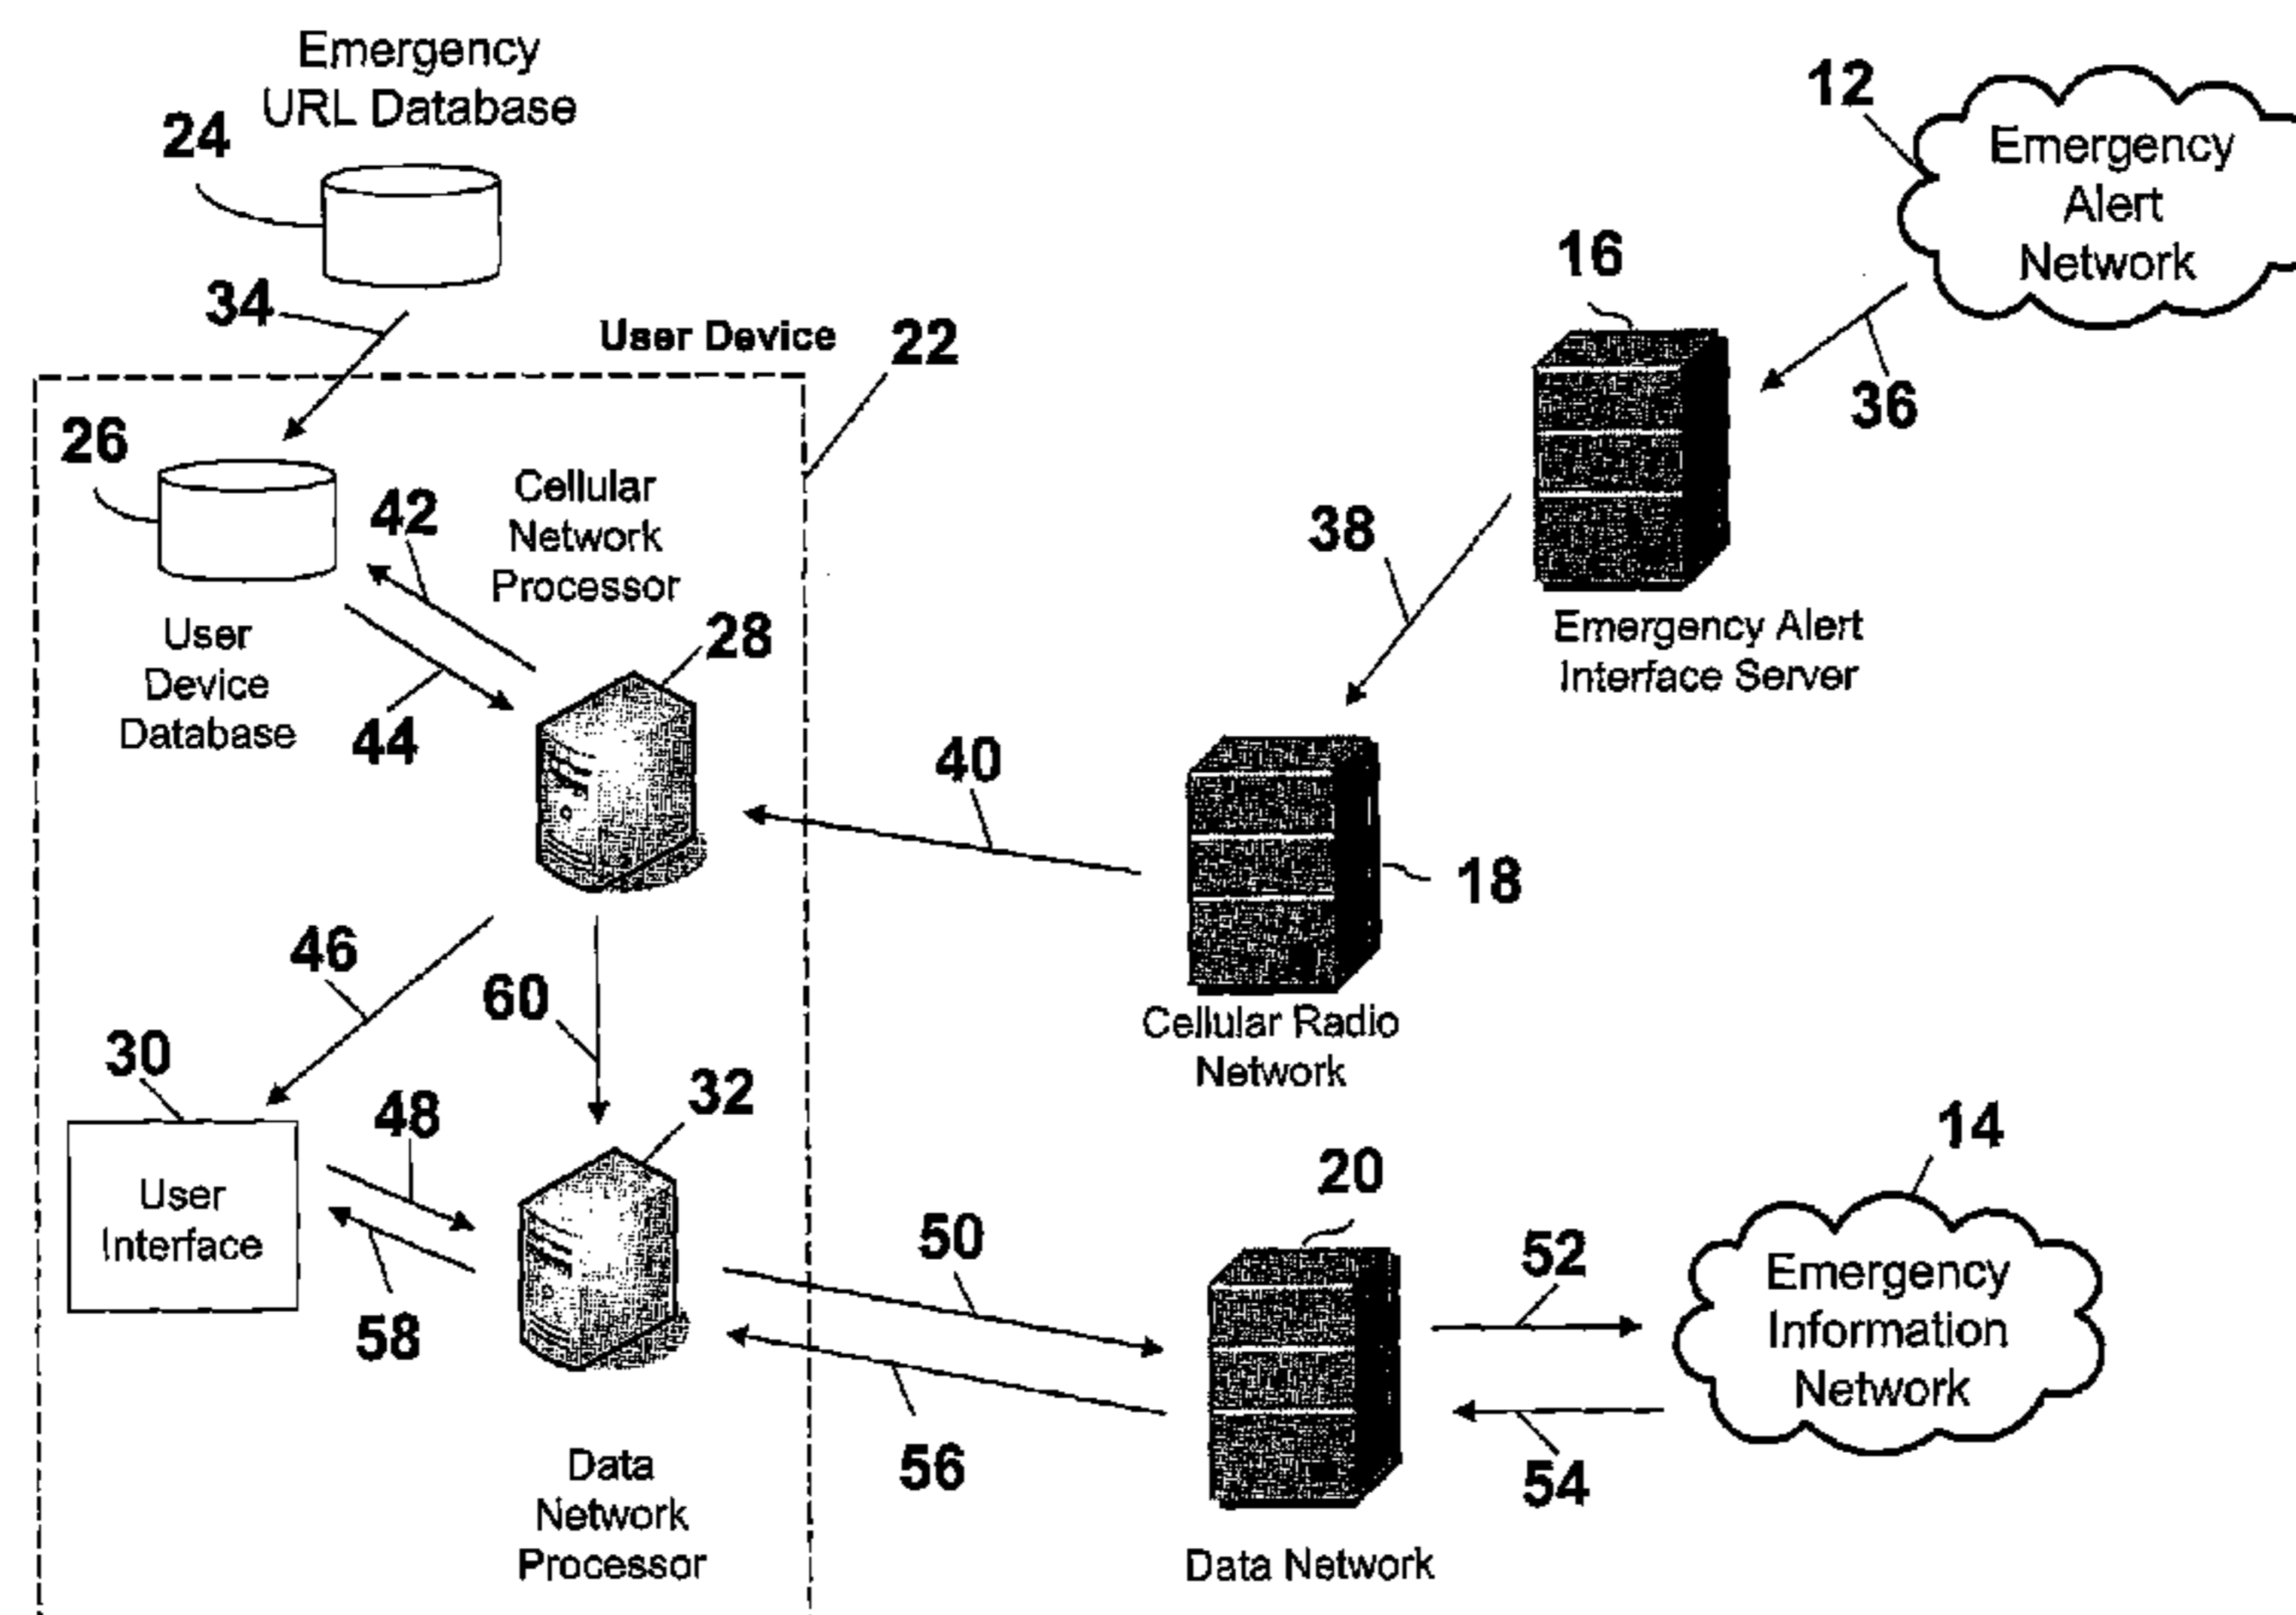 Emergency
URL Database
24
34
User Device
22
26
42
Cellular
Network
Processor
28
User
Device
Database
44
46
60
30
User
Interface
48
58
32
Data
Network
Processor
12
Emergency
Alert
Network
36
16
Emergency Alert
Interface Server
38
40
18
Cellular Radio
Network
50
56
20
Data Network
52
54
14
Emergency
Information
Network